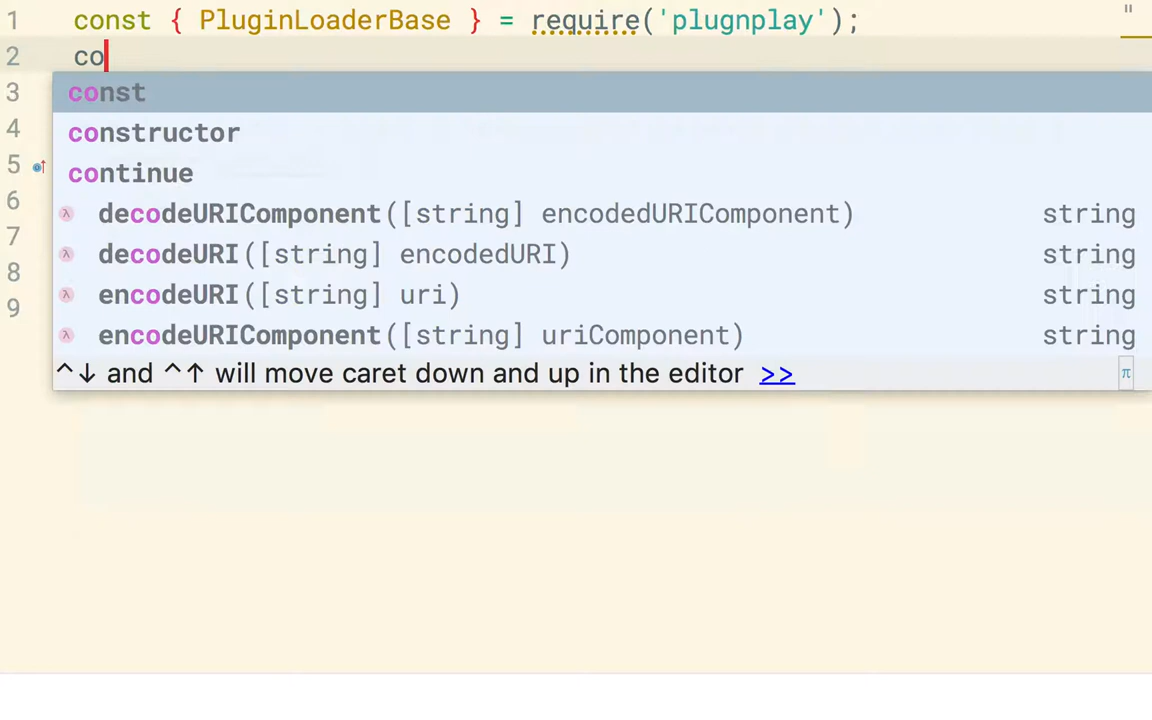 1 const { PluginLoaderBase } = require('plugnplay');
2 co
3 const
4 constructor
5 continue
6 decodeURIComponent([string] encodedURIComponent) string
7 decodeURI([string] encodedURI) string
8 encodeURI([string] uri) string
9 encodeURIComponent([string] uriComponent) string
^↓ and ^↑ will move caret down and up in the editor >> π